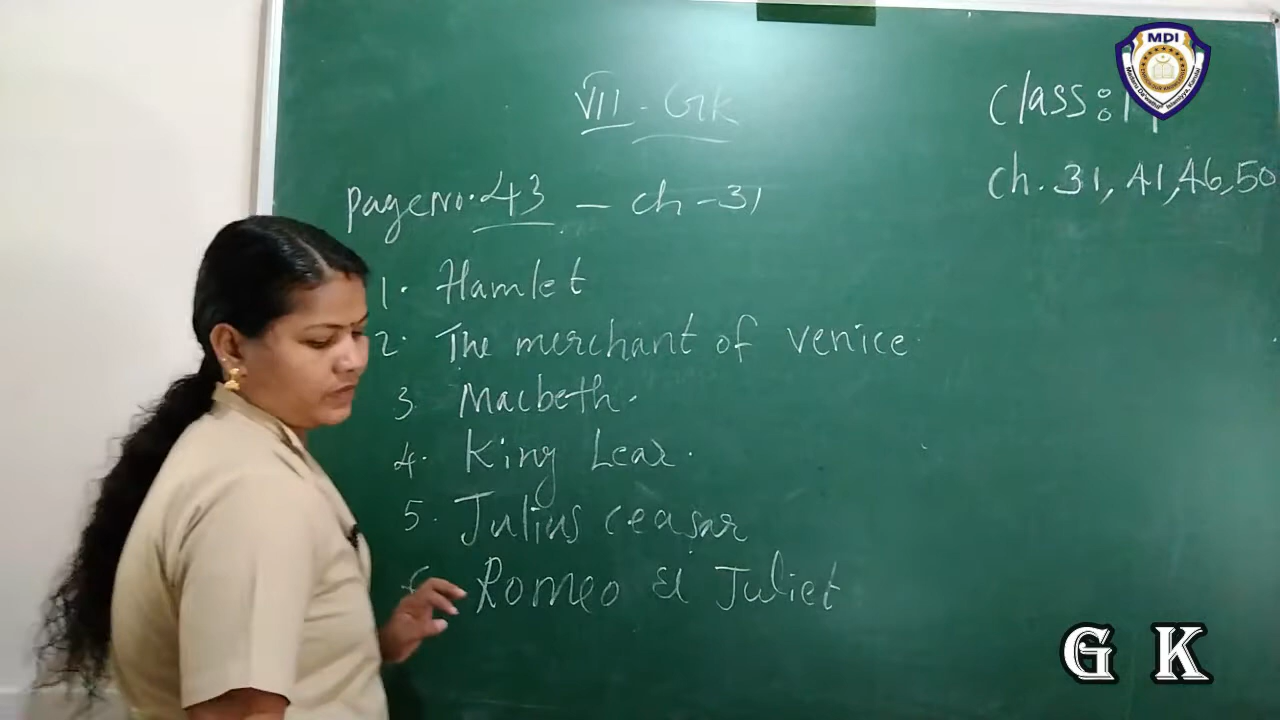 VII - GK
class:
ch. 31, 41, 46, 50
Page No. 43 - ch - 31
1. Hamlet
2. The merchant of venice.
3. Macbeth.
4. King Lear.
5. Julius ceasar
Romeo & Juliet
MDI
G K